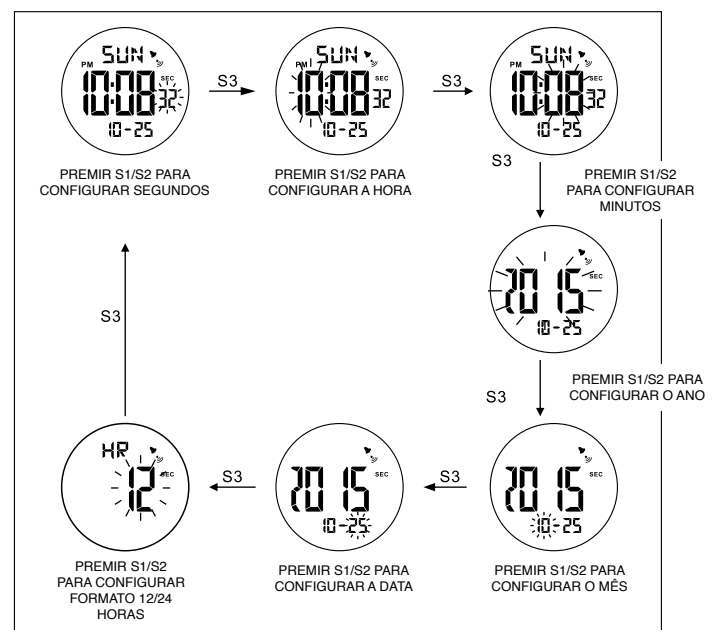 SUN
PM
10:08
SEC
32
10-25
PREMIR S1/S2 PARA
CONFIGURAR SEGUNDOS
S3
SUN
PM
10:08
SEC
32
10-25
PREMIR S1/S2 PARA
CONFIGURAR A HORA
S3
SUN
PM
10:08
SEC
32
10-25
PREMIR S1/S2
PARA CONFIGURAR
MINUTOS
S3
2015
SEC
10-25
PREMIR S1/S2 PARA
CONFIGURAR O ANO
S3
2015
SEC
10-25
PREMIR S1/S2 PARA
CONFIGURAR O MÊS
S3
2015
SEC
10-25
PREMIR S1/S2 PARA
CONFIGURAR A DATA
S3
HR
12
SEC
PREMIR S1/S2
PARA CONFIGURAR
FORMATO 12/24
HORAS
S3